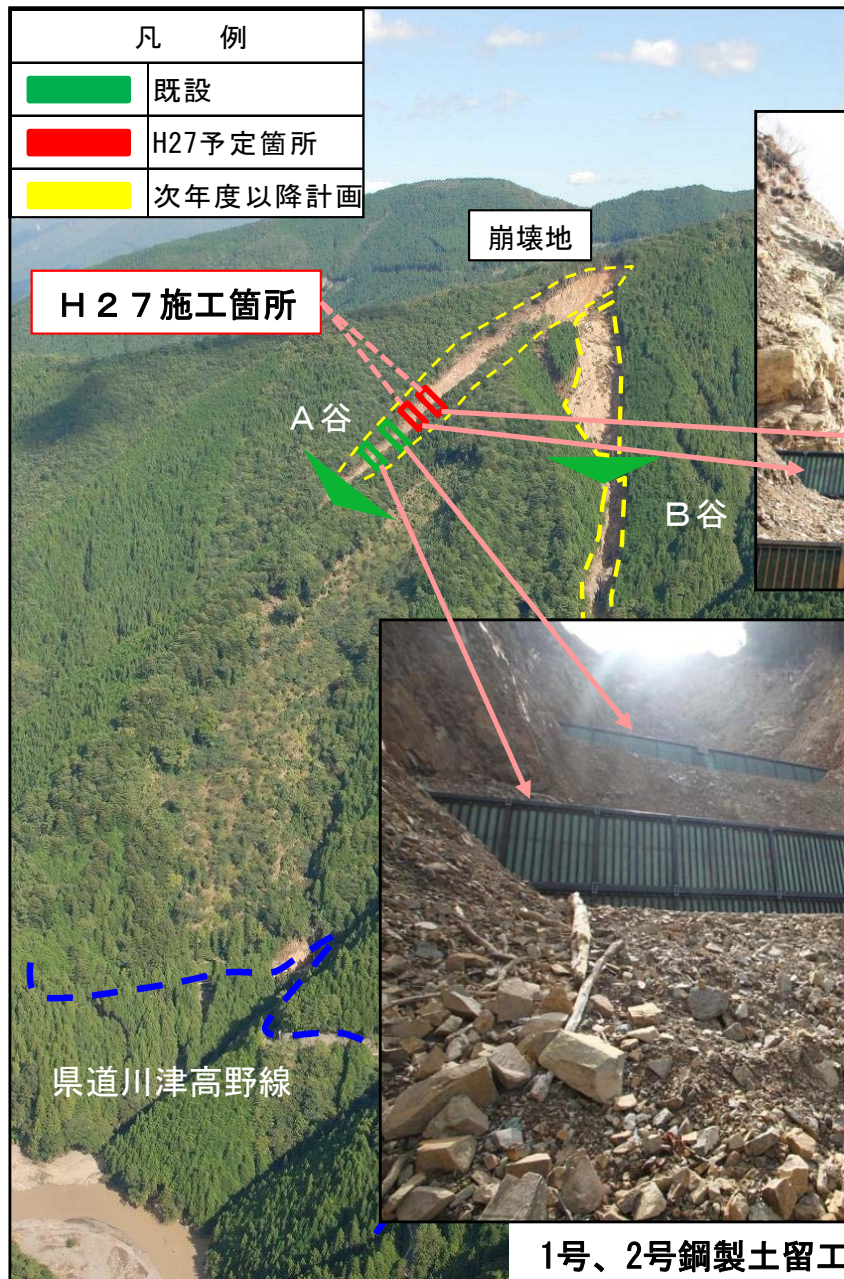 凡　例
既設
H27予定箇所
次年度以降計画
崩壊地
Ｈ２７施工箇所
Ａ谷
Ｂ谷
県道川津高野線
1号、2号鋼製土留工